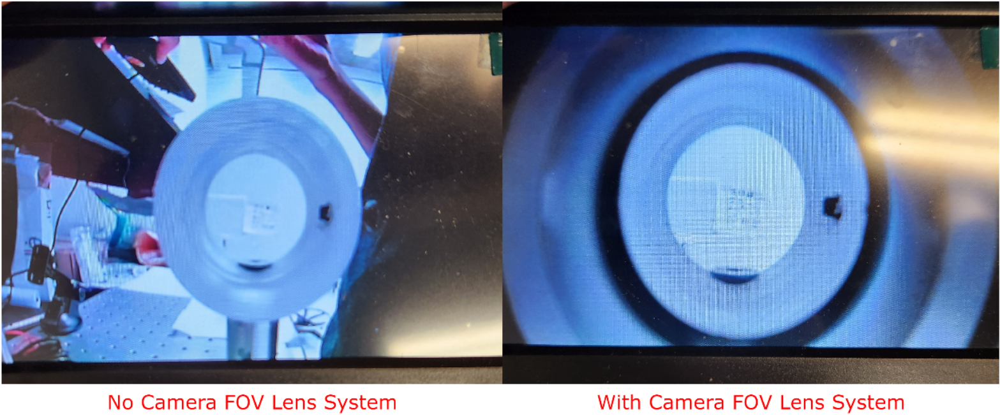 No Camera FOV Lens System
With Camera FOV Lens System